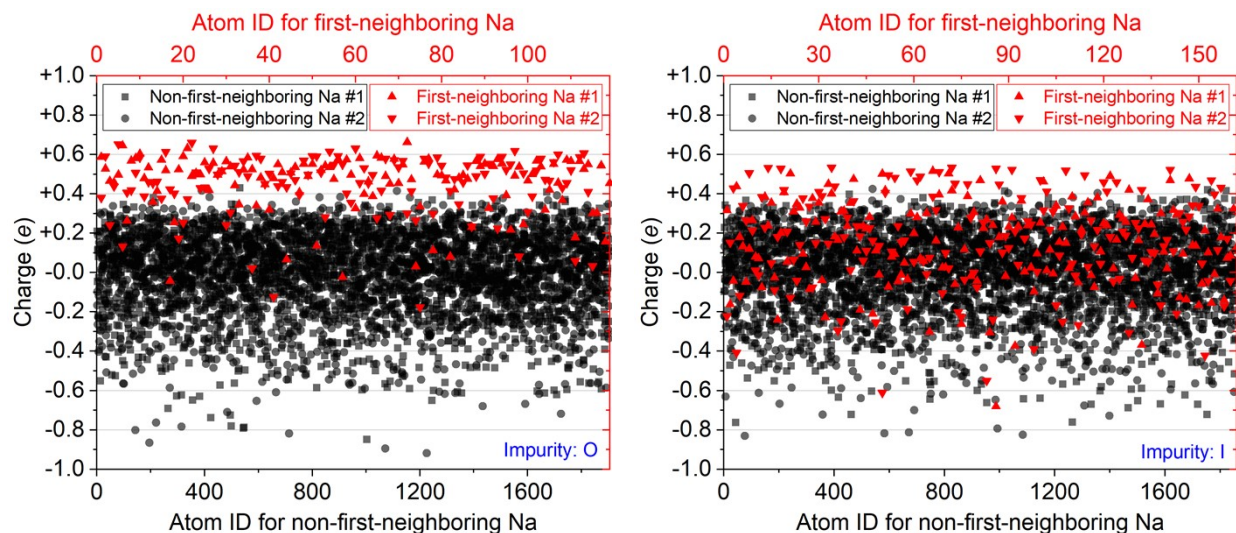 Atom ID for first-neighboring Na
0 20 40 60 80 100
+1.0
+0.8
+0.6
+0.4
+0.2
-0.0
-0.2
-0.4
-0.6
-0.8
-1.0
Charge (e)
Non-first-neighboring Na #1
Non-first-neighboring Na #2
First-neighboring Na #1
First-neighboring Na #2
Impurity: O
0 400 800 1200 1600
Atom ID for non-first-neighboring Na
Atom ID for first-neighboring Na
0 30 60 90 120 150
+1.0
+0.8
+0.6
+0.4
+0.2
-0.0
-0.2
-0.4
-0.6
-0.8
-1.0
Charge (e)
Non-first-neighboring Na #1
Non-first-neighboring Na #2
First-neighboring Na #1
First-neighboring Na #2
Impurity: I
0 400 800 1200 1600
Atom ID for non-first-neighboring Na